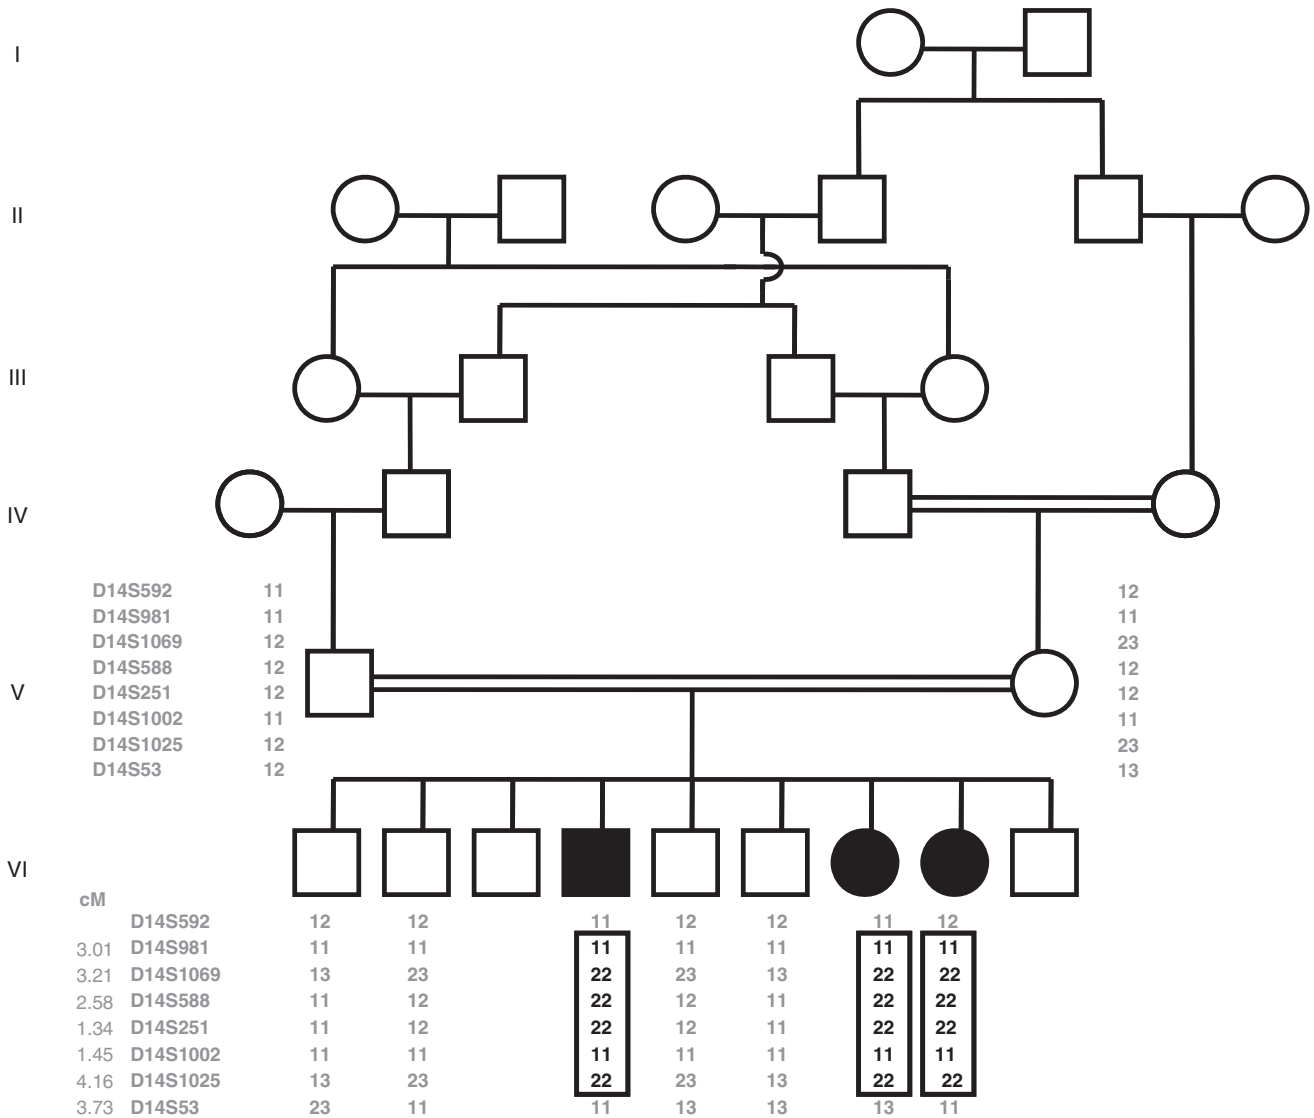 I
II
III
IV
D14S592 11 12
D14S981 11 11
D14S1069 12 23
D14S588 12 12
V D14S251 12 12
D14S1002 11 11
D14S1025 12 23
D14S53 12 13
VI
cM
D14S592 12 12 11 12 12 11 12
3.01 D14S981 11 11 11 11 11 11 11
3.21 D14S1069 13 23 22 23 13 22 22
2.58 D14S588 11 12 22 12 11 22 22
1.34 D14S251 11 12 22 12 11 22 22
1.45 D14S1002 11 11 11 11 11 11 11
4.16 D14S1025 13 23 22 23 13 22 22
3.73 D14S53 23 11 11 13 13 13 11